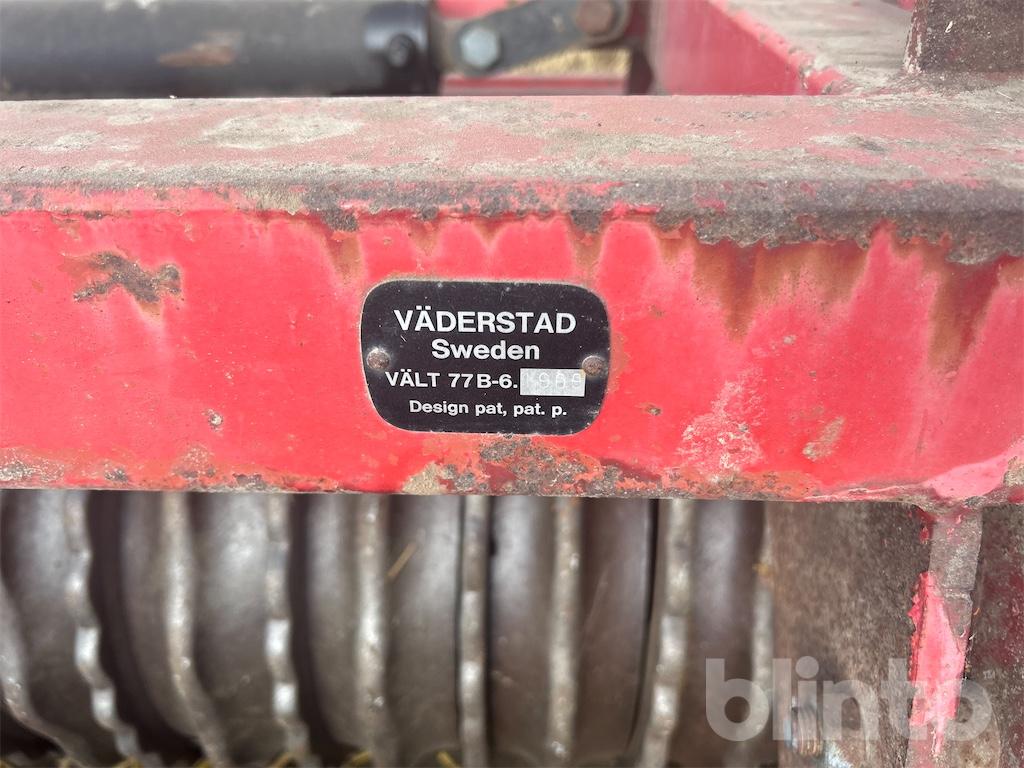 VÄDERSTAD
Sweden
VÄLT 77B-6.
Design pat, pat. p.
blinto